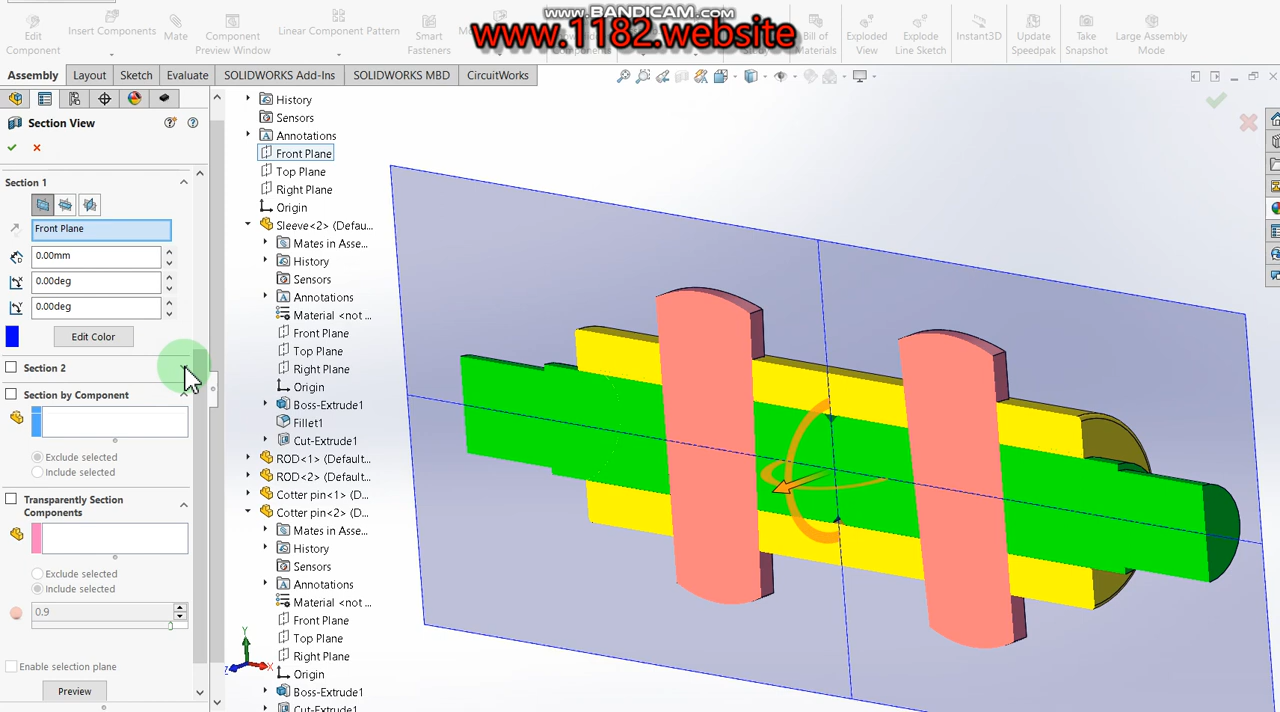 www.BANDICAM.com
www.1182.website
Edit Component
Insert Components
Mate
Component Preview Window
Linear Component Pattern
Smart Fasteners
Components
Bill of Materials
Exploded View
Explode Line Sketch
Instant3D
Update Speedpak
Take Snapshot
Large Assembly Mode
Assembly
Layout
Sketch
Evaluate
SOLIDWORKS Add-Ins
SOLIDWORKS MBD
CircuitWorks
Section View
Section 1
Front Plane
0.00mm
0.00deg
0.00deg
Edit Color
Section 2
Section by Component
Exclude selected
Include selected
Transparently Section
Components
Exclude selected
Include selected
0.9
Enable selection plane
Preview
History
Sensors
Annotations
Front Plane
Top Plane
Right Plane
Origin
Sleeve<2> (Defau...
Mates in Asse...
History
Sensors
Annotations
Material <not ...
Front Plane
Top Plane
Right Plane
Origin
Boss-Extrude1
Fillet1
Cut-Extrude1
ROD<1> (Default...
ROD<2> (Default...
Cotter pin<1> (D...
Cotter pin<2> (D...
Mates in Asse...
History
Sensors
Annotations
Material <not ...
Front Plane
Top Plane
Right Plane
Origin
Boss-Extrude1
Cut-Extrude1
Y
X
Z